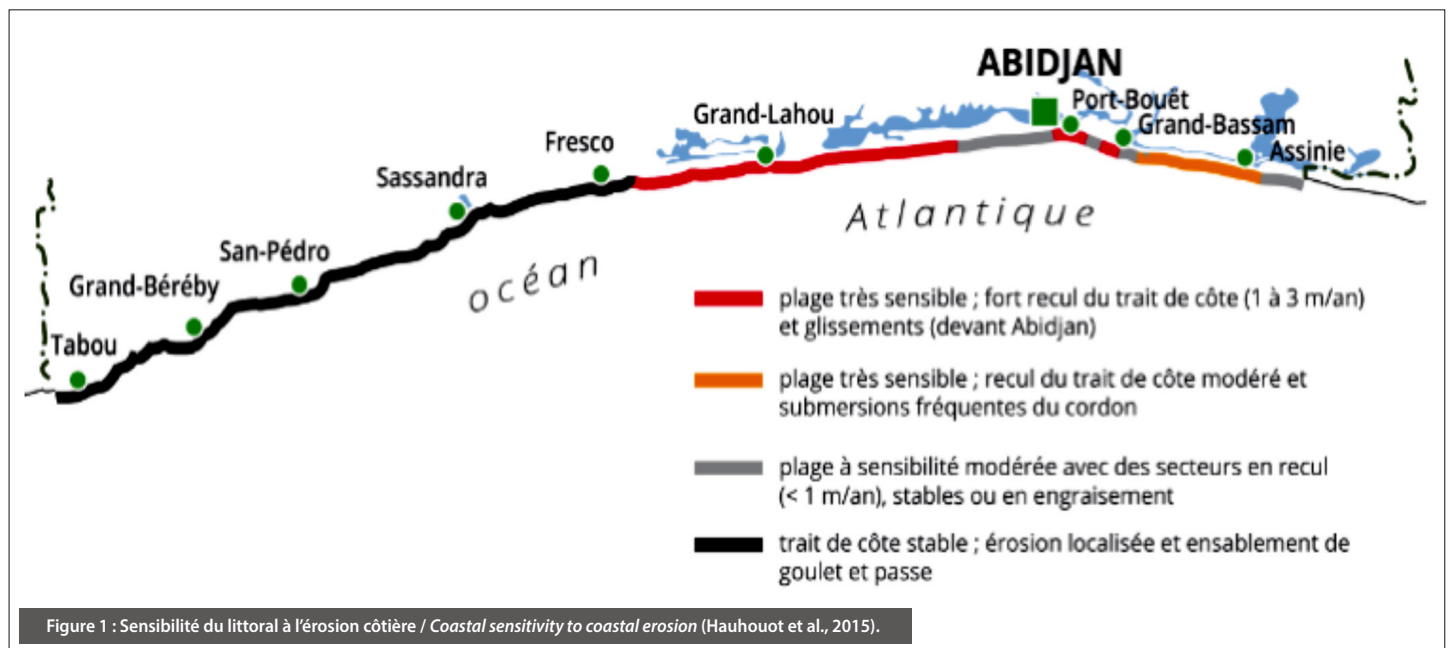 ABIDJAN
Port-Bouët
Grand-Lahou
Grand-Bassam
Fresco
Assinie
Sassandra
Atlantique
San-Pédro
océan
Grand-Béréby
Tabou
plage très sensible ; fort recul du trait de côte (1 à 3 m/an)
et glissements (devant Abidjan)
plage très sensible ; recul du trait de côte modéré et
submersions fréquentes du cordon
plage à sensibilité modérée avec des secteurs en recul
(< 1 m/an), stables ou en engraisement
trait de côte stable ; érosion localisée et ensablement de
goulet et passe
Figure 1 : Sensibilité du littoral à l'érosion côtière / Coastal sensitivity to coastal erosion (Hauhouot et al., 2015).